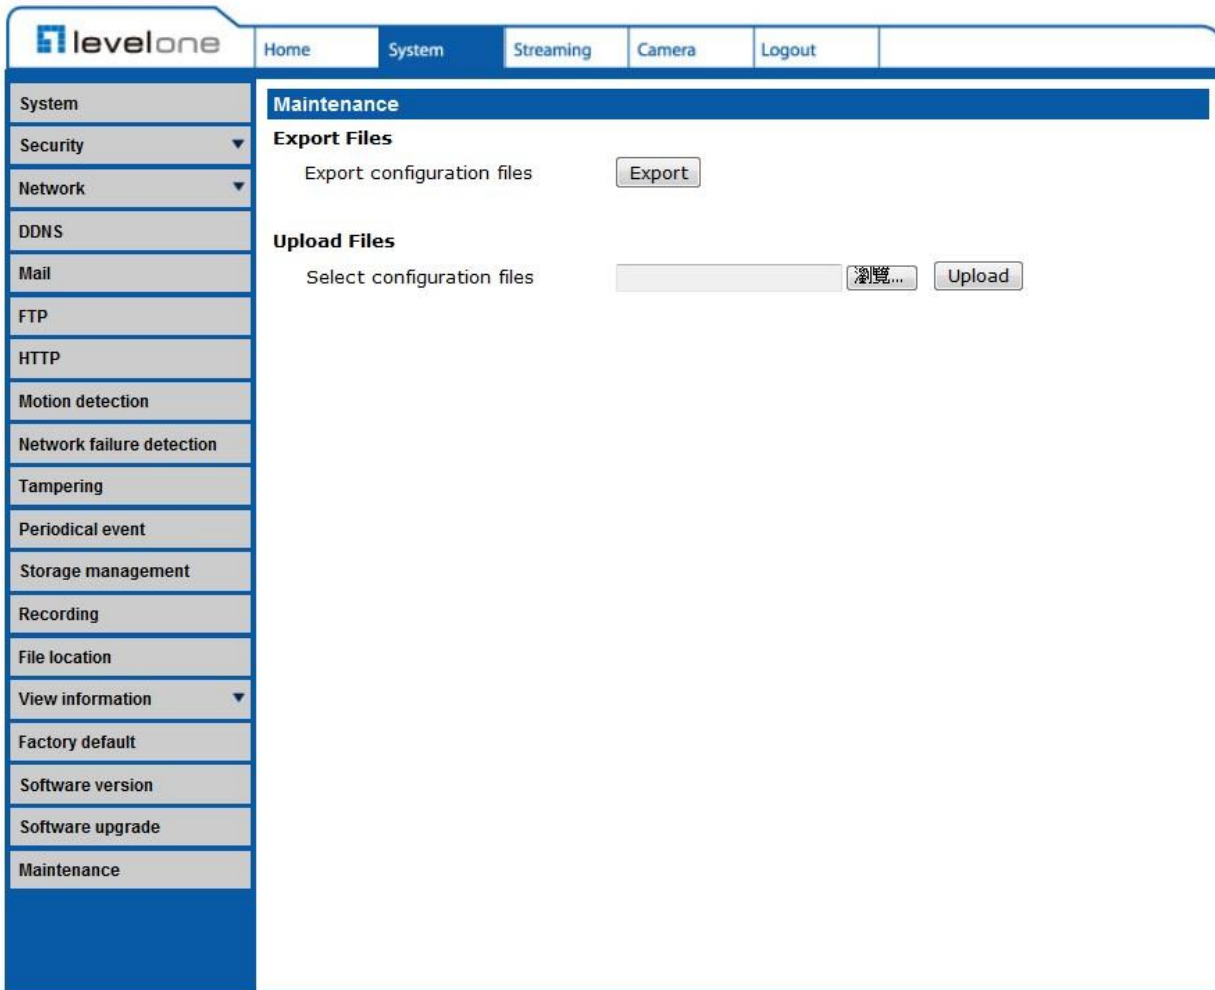 levelone
Home System Streaming Camera Logout
System
Security
Network
DDNS
Mail
FTP
HTTP
Motion detection
Network failure detection
Tampering
Periodical event
Storage management
Recording
File location
View information
Factory default
Software version
Software upgrade
Maintenance
Maintenance
Export Files
Export configuration files Export
Upload Files
Select configuration files 瀏覽... Upload